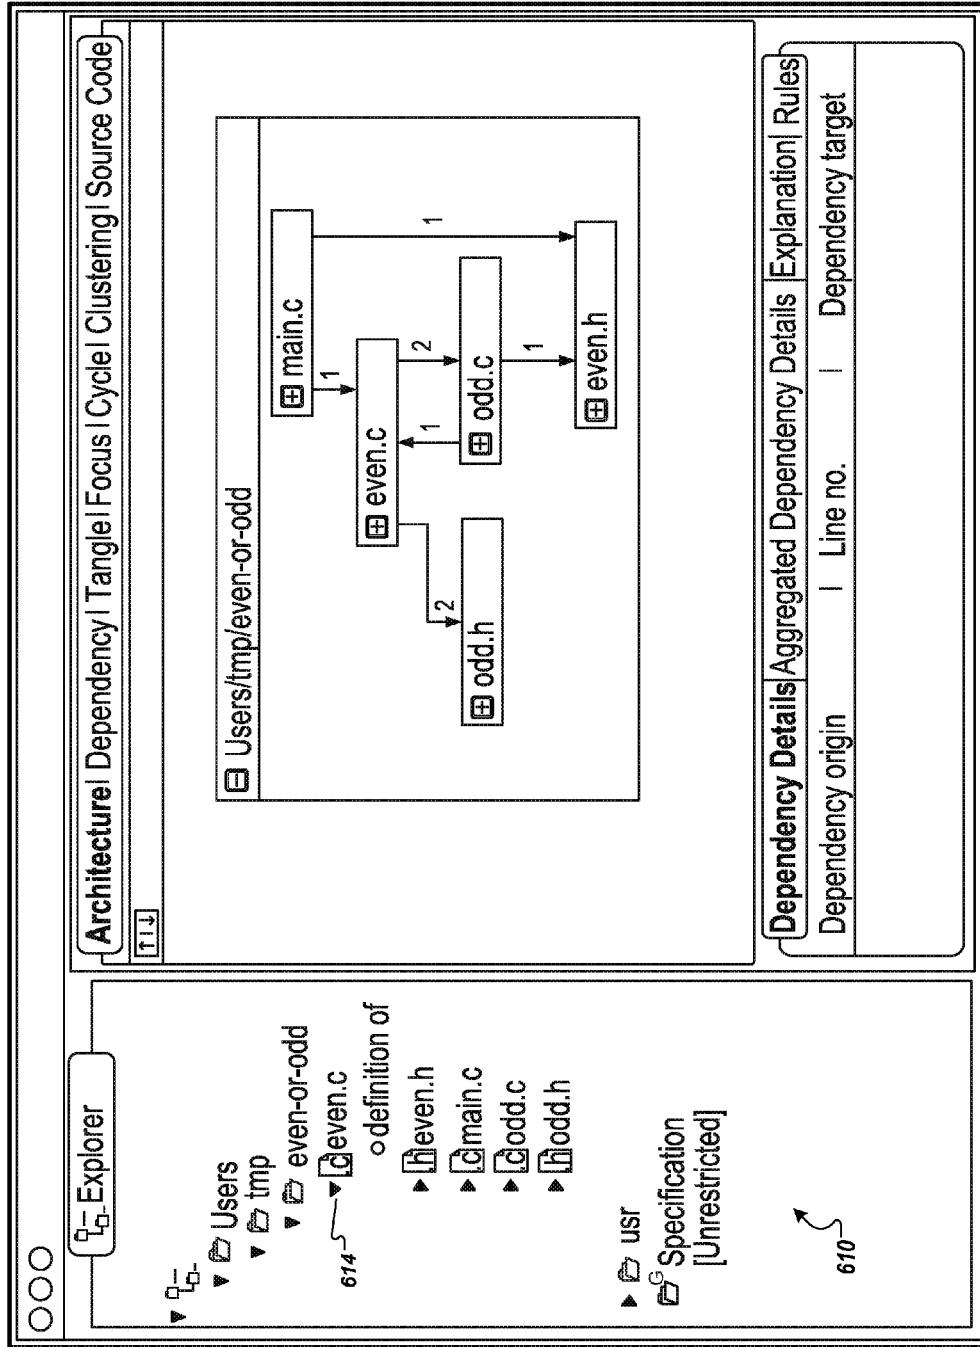 Explorer
Users
tmp
even-or-odd
.c even.c
definition of
.h even.h
.c main.c
.c odd.c
.h odd.h
usr
G
Specification
[Unrestricted]
614
610
Architecture | Dependency | Tangle | Focus | Cycle | Clustering | Source Code
↑|↓
Users/tmp/even-or-odd
main.c
1
1
even.c
2
1
2
odd.h
odd.c
1
even.h
Dependency Details | Aggregated Dependency Details | Explanation | Rules
Dependency origin | Line no. | Dependency target